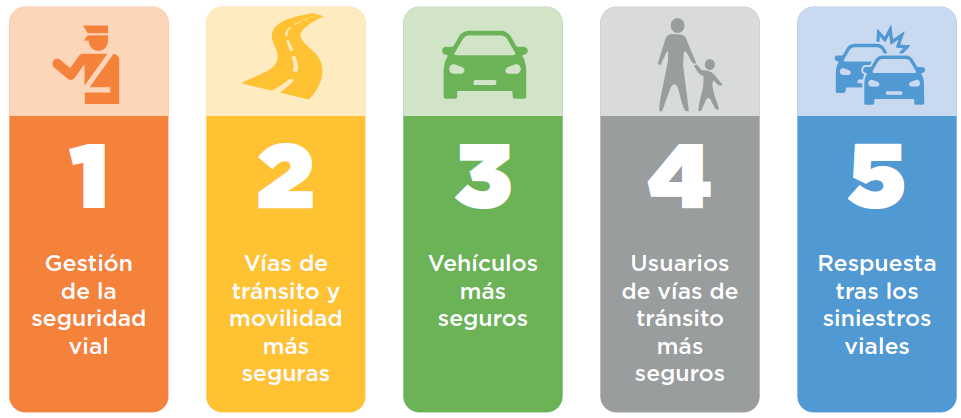 1
Gestión
de la
seguridad
vial
2
Vías de
tránsito y
movilidad
más
seguras
3
Vehículos
más
seguros
4
Usuarios
de vías de
tránsito
más
seguros
5
Respuesta
tras los
siniestros
viales